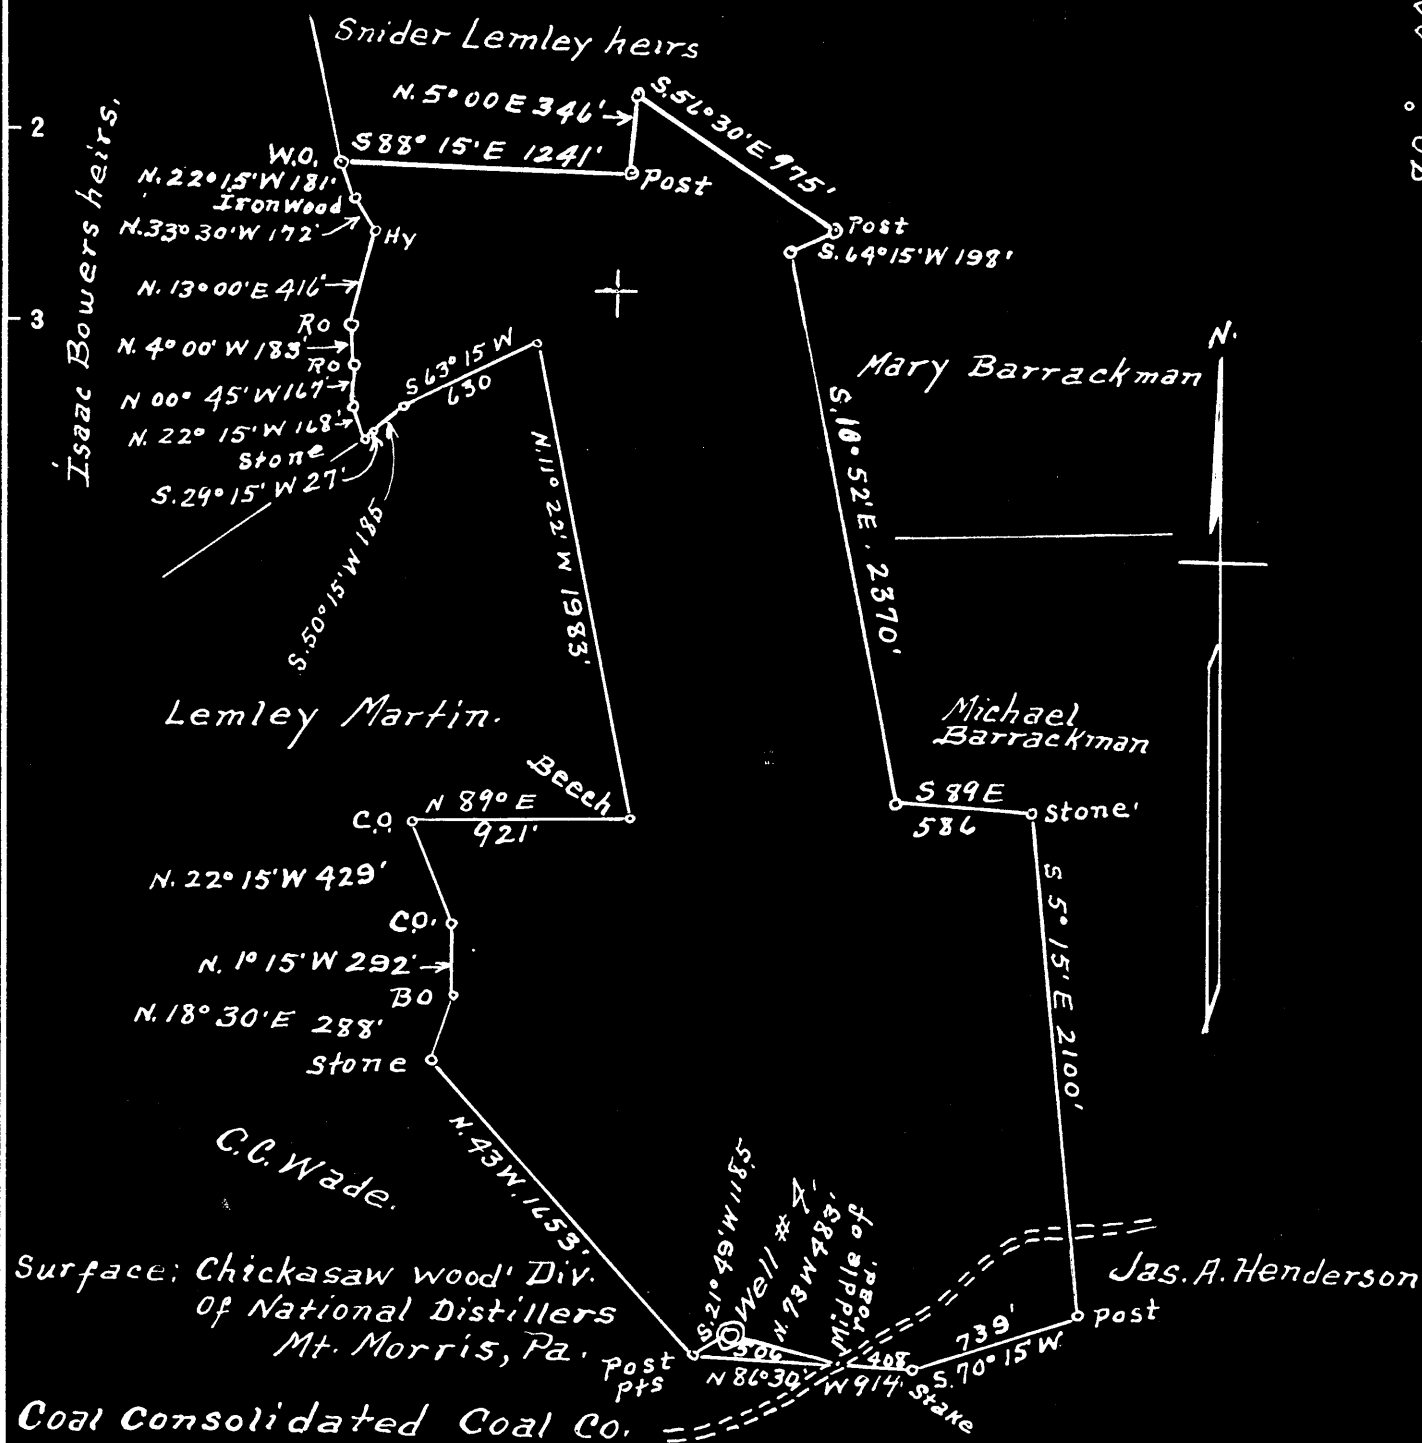 Snider Lemley heirs
N. 5° 00 E 346'
S. 56° 30' E 975'
2
Isaac Bowers heirs.
W.O.
S 88° 15' E 1241'
Post
N. 22° 15' W 181'
Ironwood
N. 33° 30' W 172'
Hy
Post
S. 64° 15' W 198'
N. 13° 00' E 416'
3
Ro
N. 4° 00' W 183'
Ro
S 63° 15 W
630
Mary Barrackman
N.
N 00° 45' W 167'
N. 22° 15' W 168'
Stone
S. 29° 15' W 27'
S. 50° 15' W 185
N. 11° 22' W 1983'
S. 10° 52' E. 2370'
Lemley Martin.
Michael
Barrackman
Beech
C.O.
N 89° E
921'
S 89 E
586
Stone'
N. 22° 15' W 429'
C.O.
N. 1° 15' W 292'
BO
N. 18° 30' E 288'
Stone
S 5° 15' E 2100'
C.C. Wade.
N. 43 W. 1653'
S. 21° 49' W 118.5
Well # 4'
N. 73 W 483'
Middle of
road.
Surface: Chickasaw Wood' Div.
Of National Distillers
Mt. Morris, Pa.
Jas. A. Henderson
Post
pts
506
N 86° 30' W 914'
408
Stake
739'
S. 70° 15 W
Post
Coal Consolidated Coal Co.